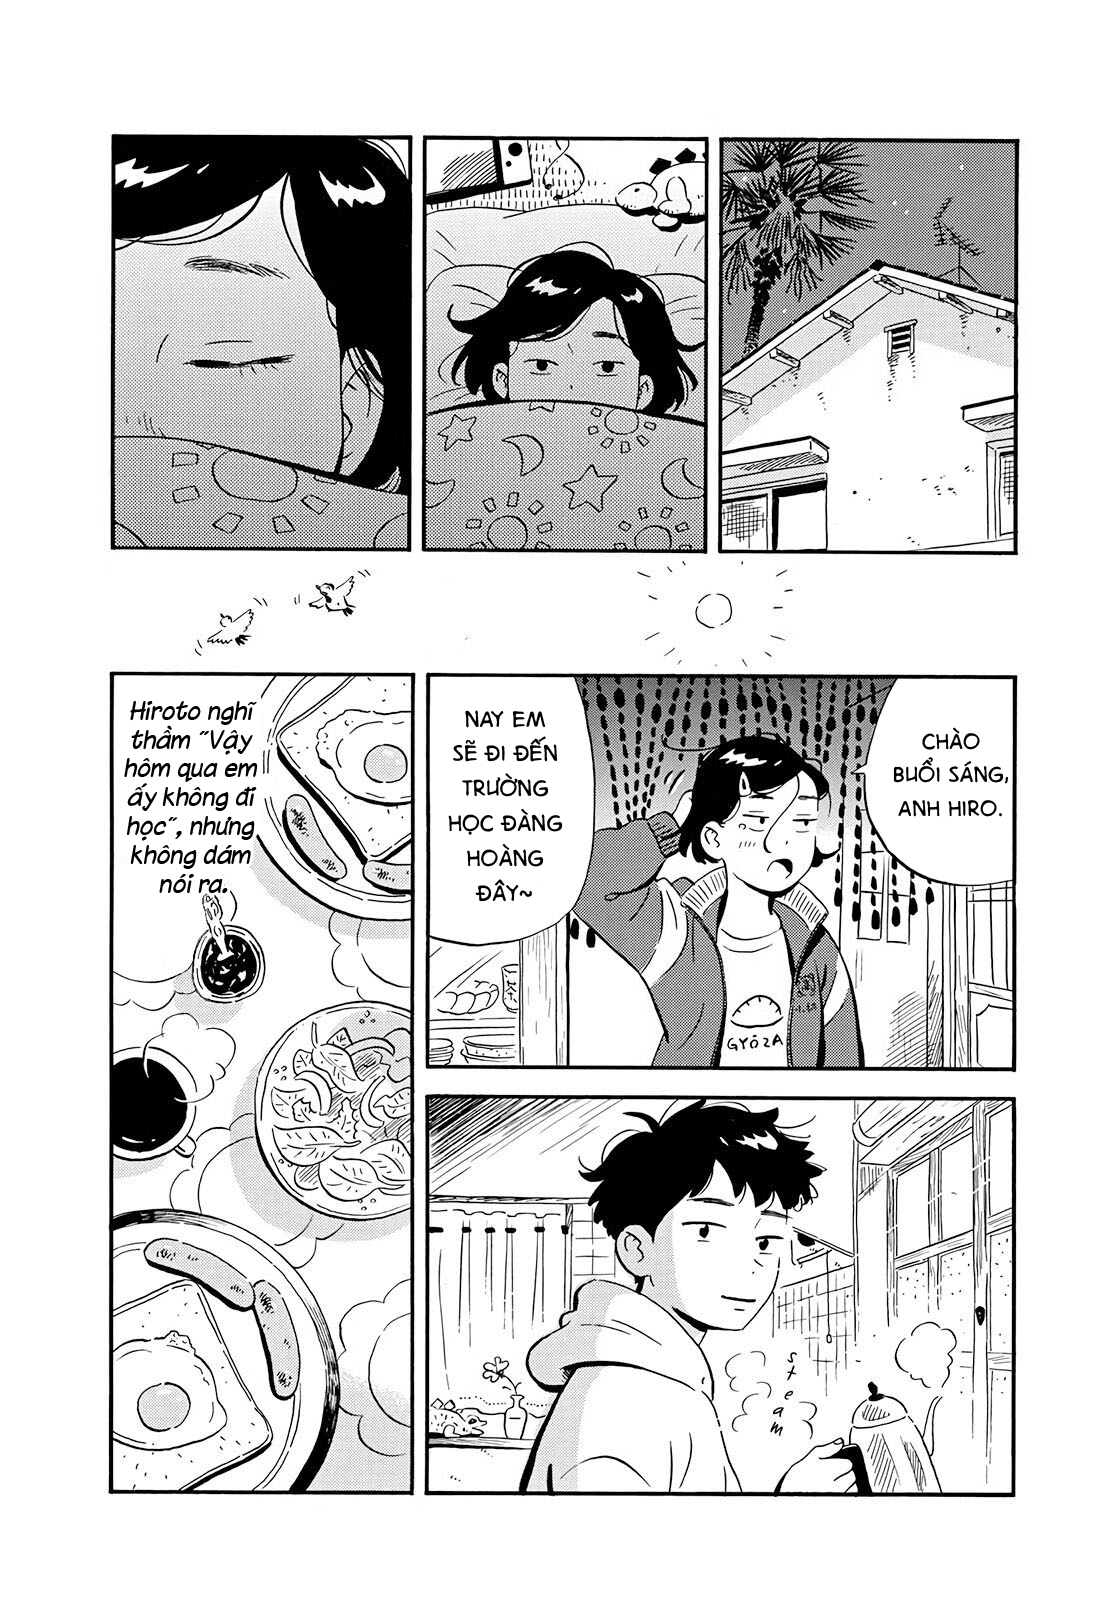 CHÀO
BUỔI SÁNG,
ANH HIRO.
NAY EM
SẼ ĐI ĐẾN
TRƯỜNG
HỌC ĐÀNG
HOÀNG
ĐÂY~
GYÓZA
steam
Hiroto nghĩ
thầm "Vậy
hôm qua em
ấy không đi
học", nhưng
không dám
nói ra.